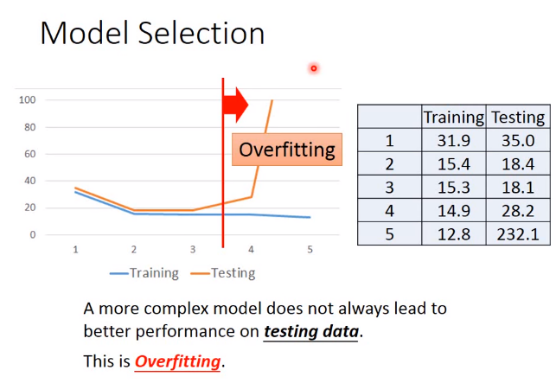 Model Selection
100
80
60
40
20
0
1 2 3 4 5
Overfitting
Training Testing
Training Testing
1 31.9 35.0
2 15.4 18.4
3 15.3 18.1
4 14.9 28.2
5 12.8 232.1
A more complex model does not always lead to
better performance on testing data.
This is Overfitting.